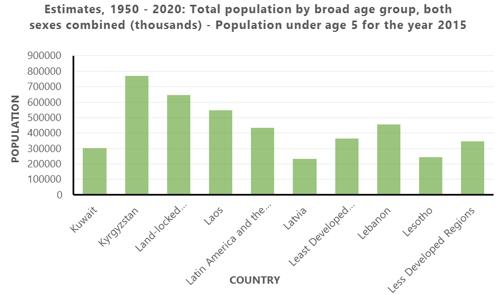 Estimates, 1950 - 2020: Total population by broad age group, both
sexes combined (thousands) - Population under age 5 for the year 2015
900000
800000
700000
600000
500000
400000
300000
200000
100000
0
POPULATION
Kuwait
Kyrgyzstan
Land-locked...
Laos
Latin America and the...
Latvia
Least Developed...
Lebanon
Lesotho
Less Developed Regions
COUNTRY